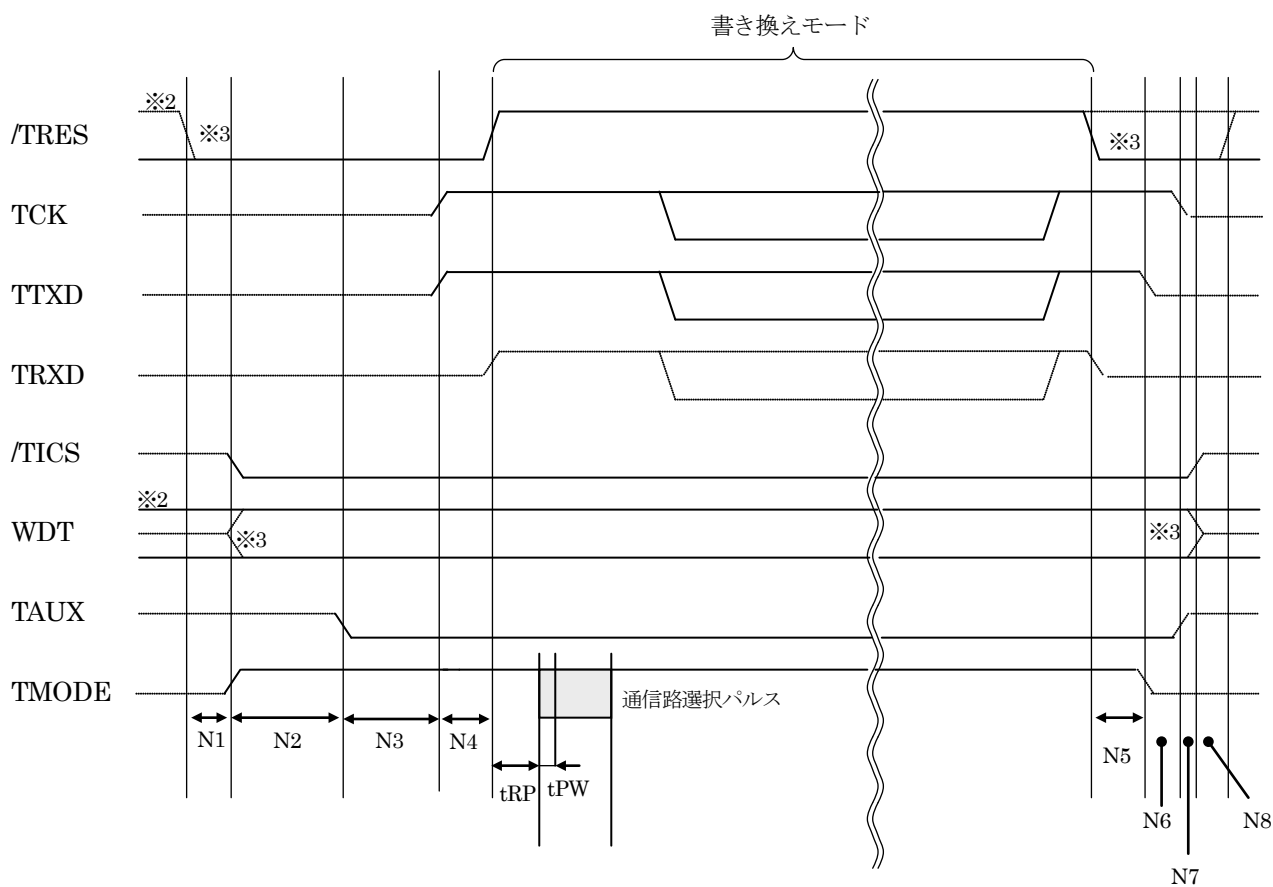 書き換えモード
※2
/TRES
※3
※3
TCK
TTXD
TRXD
/TICS
※2
WDT
※3
※3
TAUX
TMODE
通信路選択パルス
N1
N2
N3
N4
N5
tRP
tPW
N6
N8
N7